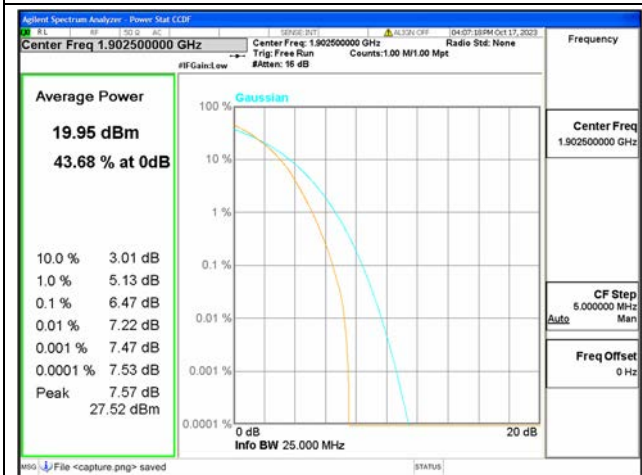 Agilent Spectrum Analyzer - Power Stat CCDF
RL RF 50 Ω AC SENSE:INT ALIGN OFF 04:07:18PM Oct 17, 2023
Center Freq 1.902500000 GHz
Center Freq: 1.902500000 GHz Radio Std: None
Trig: Free Run Counts:1.00 M/1.00 Mpt
#IFGain:Low #Atten: 16 dB
Frequency
Average Power
19.95 dBm
43.68 % at 0dB
10.0 % 3.01 dB
1.0 % 5.13 dB
0.1 % 6.47 dB
0.01 % 7.22 dB
0.001 % 7.47 dB
0.0001 % 7.53 dB
Peak 7.57 dB
27.52 dBm
Gaussian
100 %
10 %
1 %
0.1 %
0.01 %
0.001 %
0.0001 %
0 dB 20 dB
Info BW 25.000 MHz
Center Freq
1.902500000 GHz
CF Step
5.000000 MHz
Auto Man
Freq Offset
0 Hz
MSG File <capture.png> saved STATUS